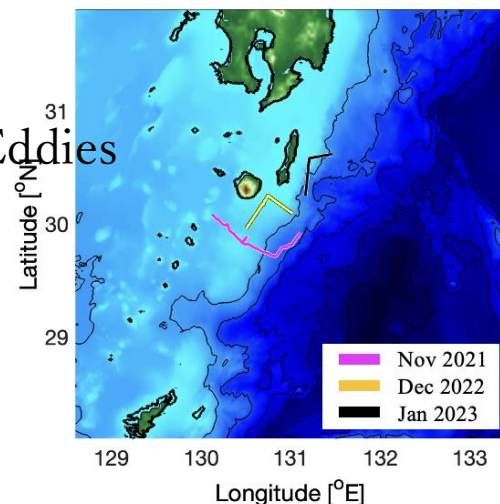 Eddies
Latitude [°N]
31
30
29
Nov 2021
Dec 2022
Jan 2023
129
130
131
132
133
Longitude [°E]